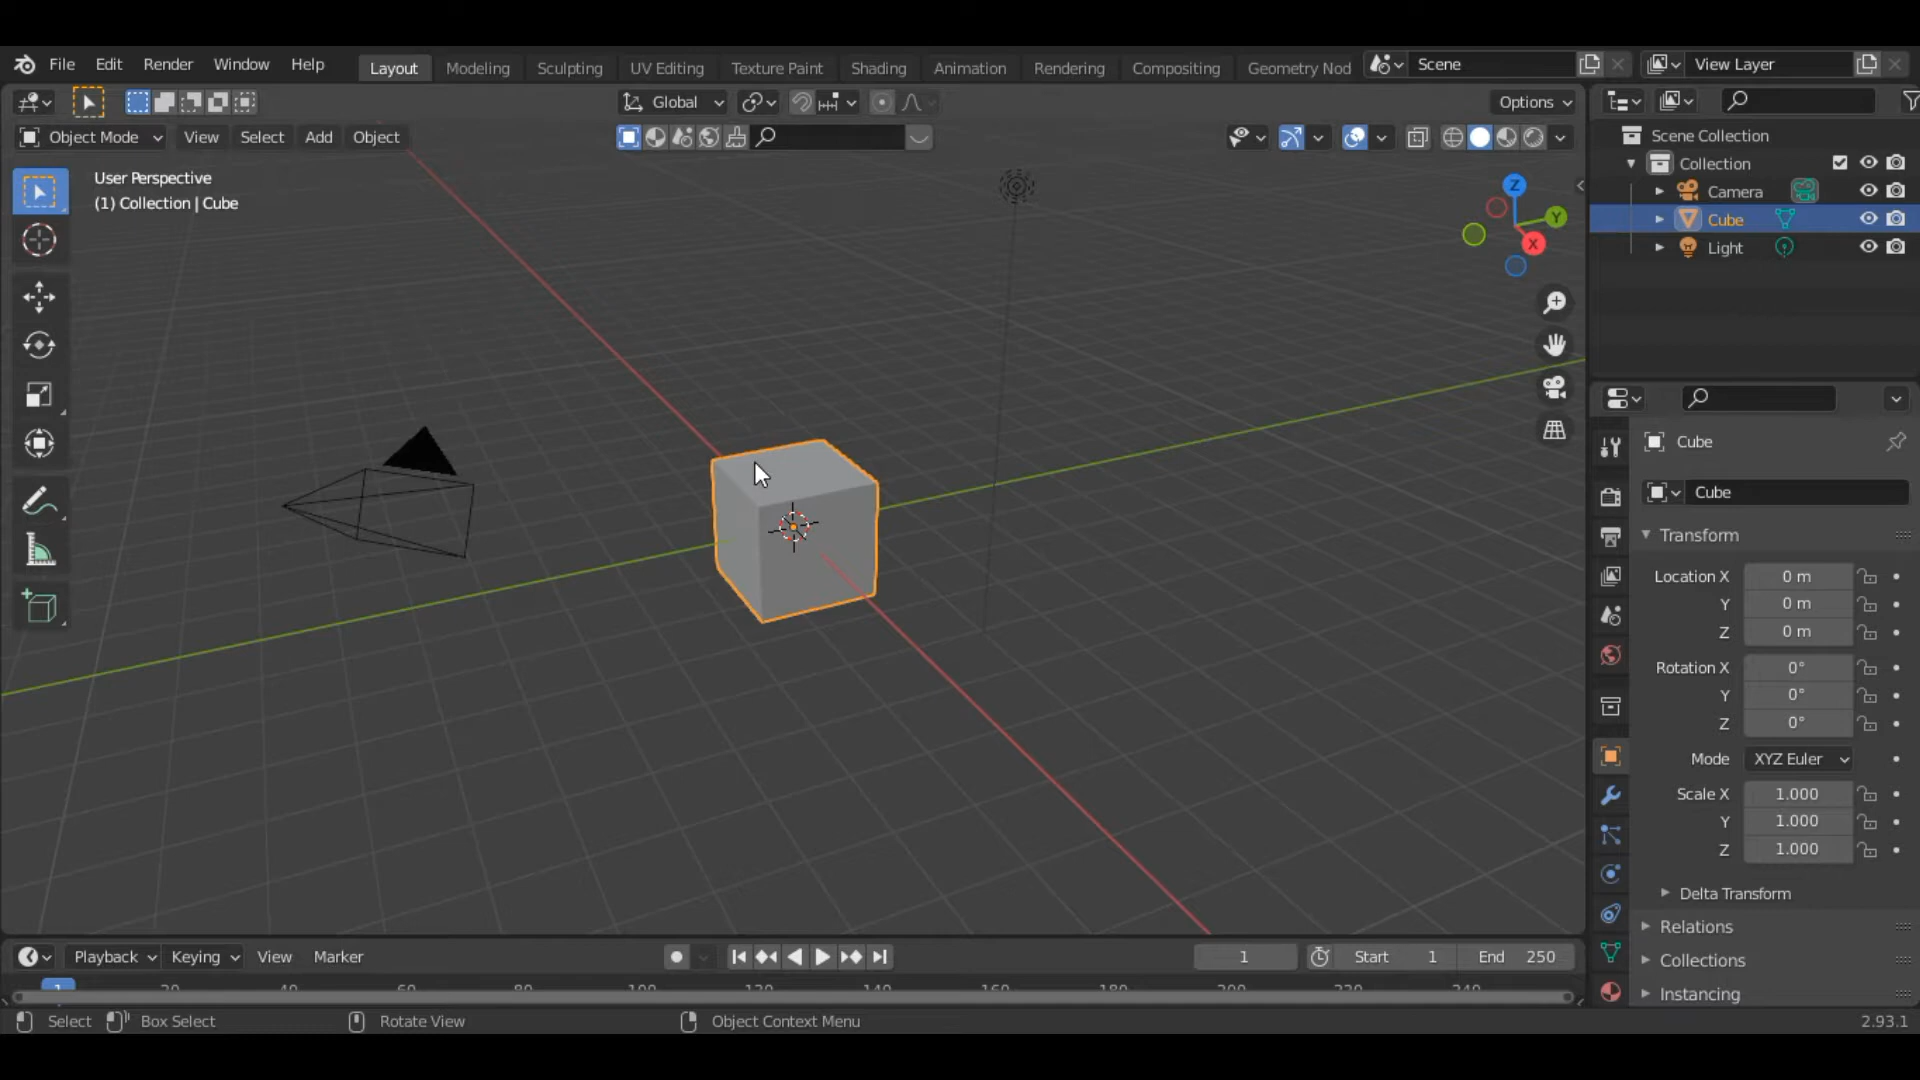 File Edit Render Window Help Layout Modeling Sculpting UV Editing Texture Paint Shading Animation Rendering Compositing Geometry Nod Scene View Layer
Global Options
Object Mode View Select Add Object
User Perspective
(1) Collection | Cube
Z
Y
X
Scene Collection
Collection
Camera
Cube
Light
Cube
Cube
Transform
Location X 0 m
Y 0 m
Z 0 m
Rotation X 0°
Y 0°
Z 0°
Mode XYZ Euler
Scale X 1.000
Y 1.000
Z 1.000
Delta Transform
Relations
Collections
Instancing
Playback Keying View Marker 1 Start 1 End 250
1 20 40 60 80 100 120 140 160 180 200 220 240
Select Box Select Rotate View Object Context Menu 2.93.1